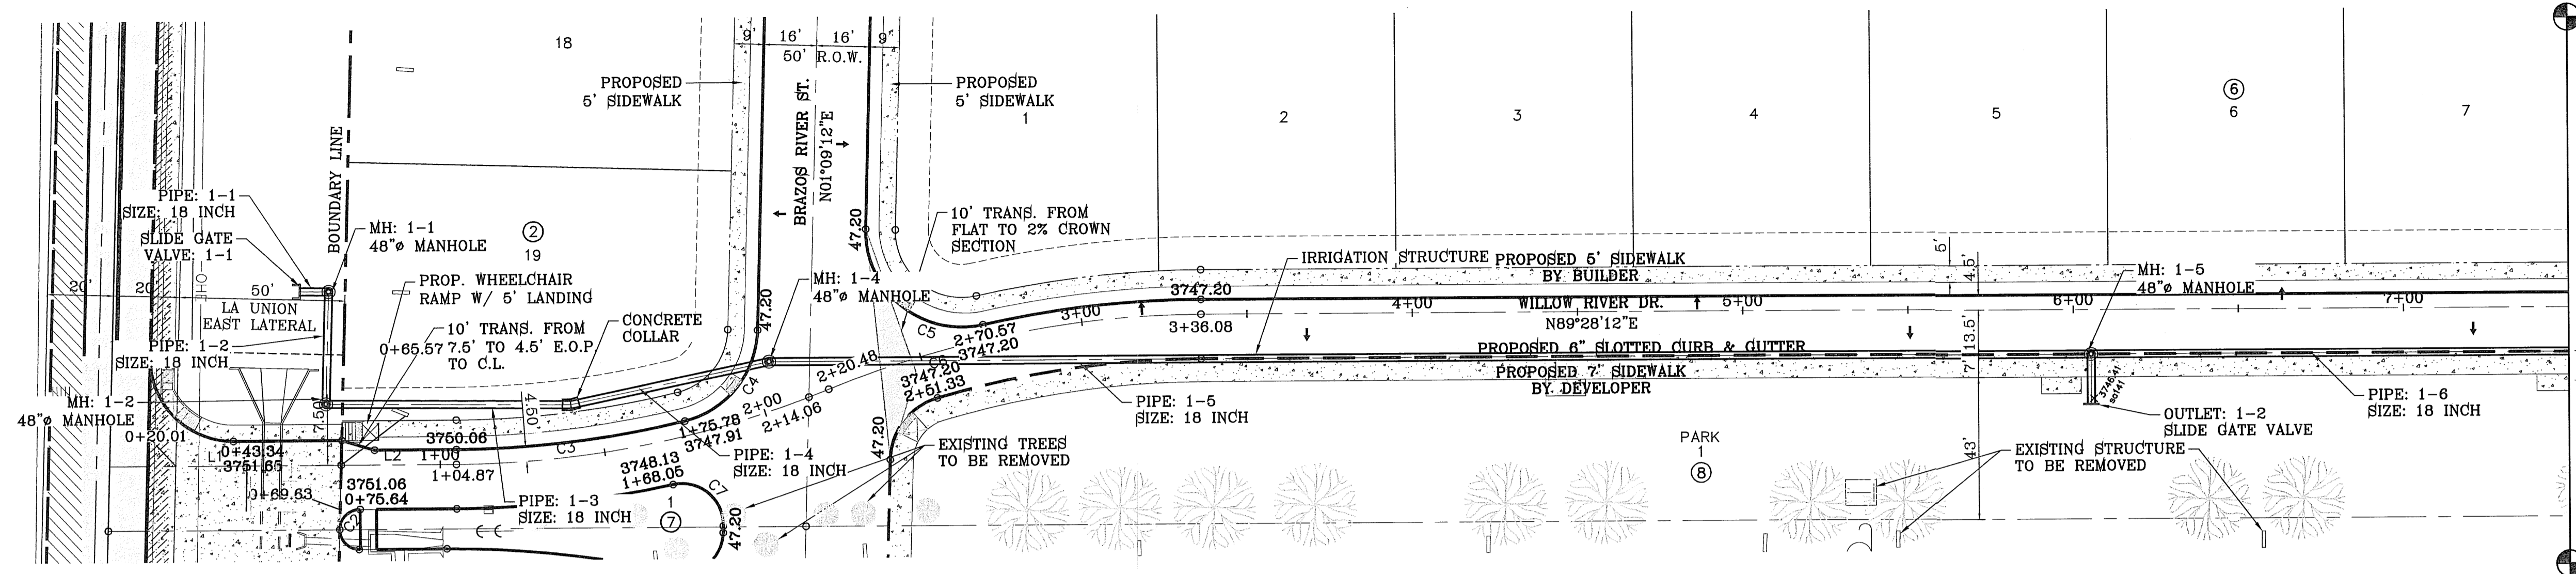 18
9'
16'
16'
9'
50' R.O.W.
PROPOSED
5' SIDEWALK
PROPOSED
5' SIDEWALK
1
2
3
4
5
6
6
7
BRAZOS RIVER ST.
N01°09'12"E
BOUNDARY LINE
PIPE: 1-1
SIZE: 18 INCH
SLIDE GATE
VALVE: 1-1
MH: 1-1
48"ø MANHOLE
2
19
20'
20'
OHE
50'
LA UNION
EAST LATERAL
PROP. WHEELCHAIR
RAMP W/ 5' LANDING
10' TRANS. FROM
7.5' TO 4.5' E.O.P
TO C.L.
0+65.57
CONCRETE
COLLAR
PIPE: 1-2
SIZE: 18 INCH
MH: 1-2
48"ø MANHOLE
7.50'
4.50'
47.20
47.20
10' TRANS. FROM
FLAT TO 2% CROWN
SECTION
MH: 1-4
48"ø MANHOLE
IRRIGATION STRUCTURE
PROPOSED 5' SIDEWALK
BY BUILDER
5'
4.5'
MH: 1-5
48"ø MANHOLE
3747.20
3+00
4+00
WILLOW RIVER DR.
5+00
6+00
7+00
3+36.08
N89°28'12"E
13.5'
C5
2+70.57
3747.20
C6
3747.20
2+51.33
2+20.48
PROPOSED 6" SLOTTED CURB & GUTTER
PROPOSED 7' SIDEWALK
BY DEVELOPER
7'
43'
3746.41
PIPE: 1-6
SIZE: 18 INCH
OUTLET: 1-2
SLIDE GATE VALVE
PIPE: 1-5
SIZE: 18 INCH
C4
2+00
2+14.06
1+75.78
3747.91
47.20
0+20.01
L1
0+43.34
3751.65
3750.06
L2
1+00
1+04.87
C3
PIPE: 1-4
SIZE: 18 INCH
EXISTING TREES
TO BE REMOVED
PARK
1
8
EXISTING STRUCTURE
TO BE REMOVED
3748.13
1+68.05
C7
0+69.63
3751.06
0+75.64
C2
PIPE: 1-3
SIZE: 18 INCH
1
7
47.20